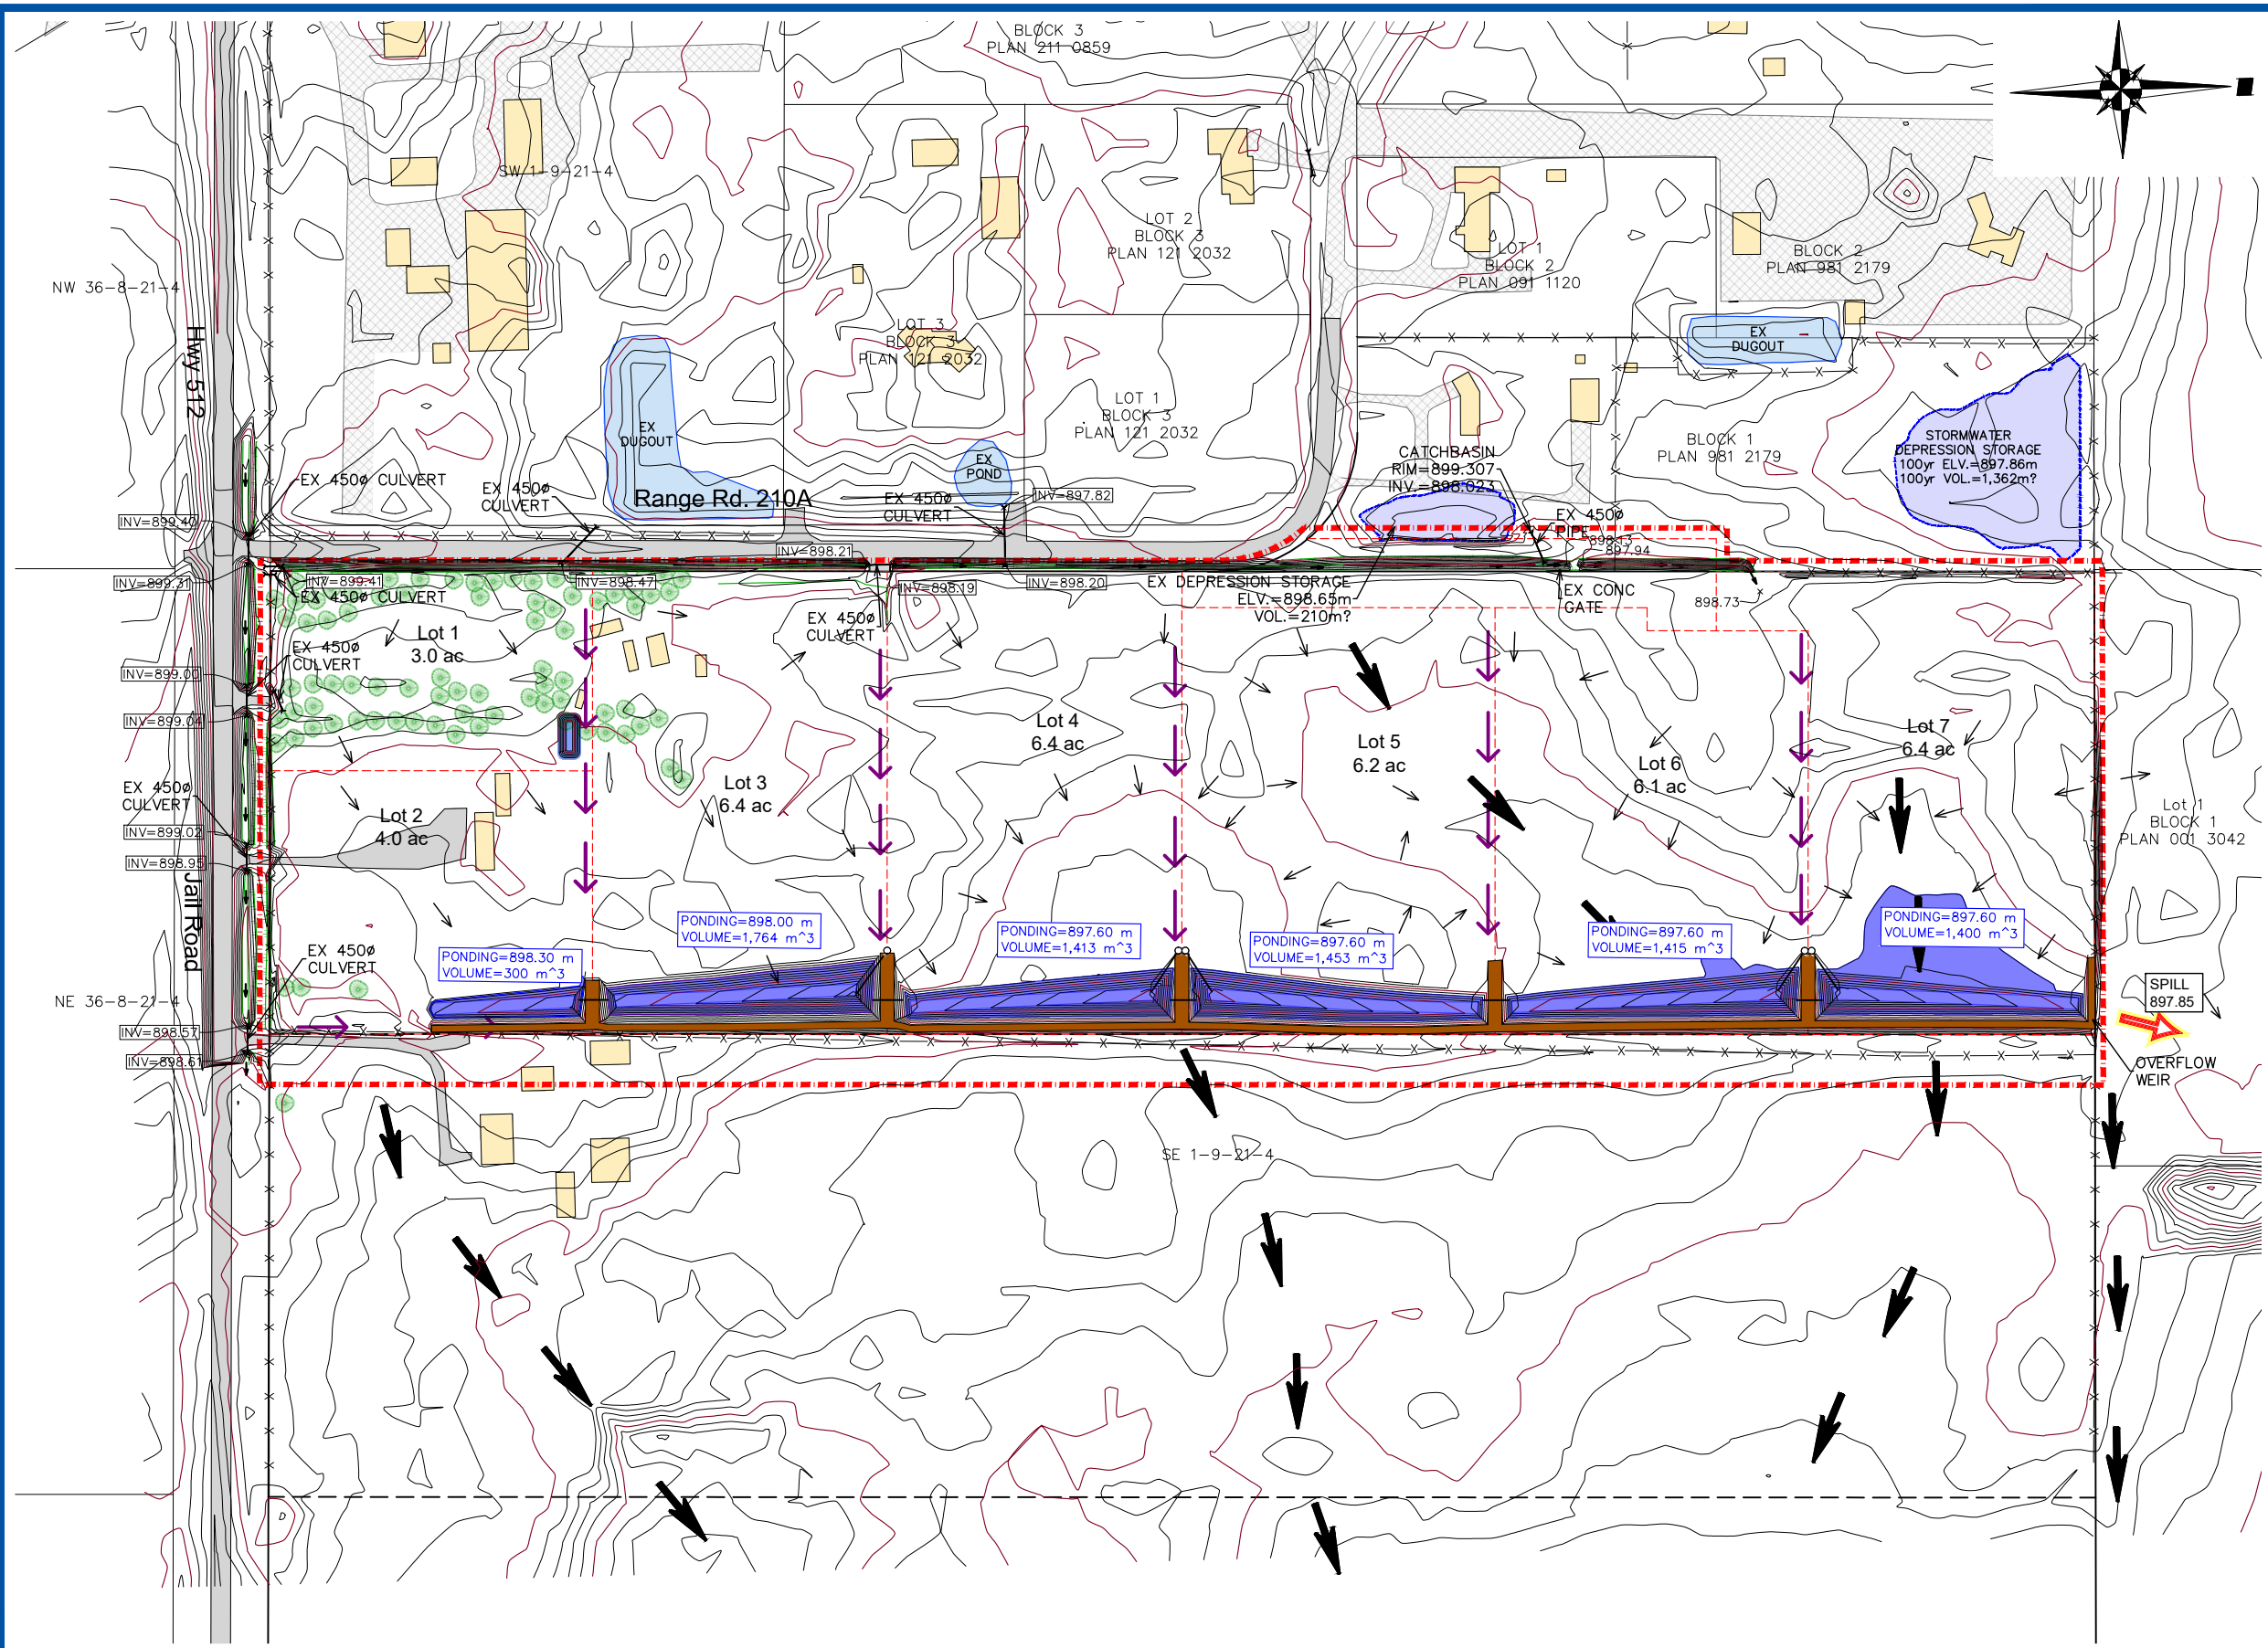 BLOCK 3
PLAN 211 0859
SW 1-9-21-4
LOT 2
BLOCK 3
PLAN 121 2032
LOT 1
BLOCK 2
PLAN 091 1120
BLOCK 2
PLAN 981 2179
NW 36-8-21-4
Hwy 512
LOT 3
BLOCK 3
PLAN 121 2032
EX
DUGOUT
EX
DUGOUT
LOT 1
BLOCK 3
PLAN 121 2032
BLOCK 1
PLAN 981 2179
STORMWATER
DEPRESSION STORAGE
100yr ELV.=897.86m
100yr VOL.=1,362m?
CATCHBASIN
RIM=899.307
INV.=898.023
EX
POND
EX 450ø CULVERT
EX 450ø
CULVERT
Range Rd. 210A
EX 450ø
CULVERT
INV=897.82
INV=899.40
EX 450ø
PIPE
898.13
897.94
INV=898.21
INV=899.31
INV=899.41
INV=898.47
INV=898.19
INV=898.20
EX 450ø CULVERT
EX DEPRESSION STORAGE
ELV.=898.65m
VOL.=210m?
EX CONC
GATE
898.73
EX 450ø
CULVERT
Lot 1
3.0 ac
EX 450ø
CULVERT
INV=899.00
INV=899.04
Lot 4
6.4 ac
Lot 5
6.2 ac
Lot 6
6.1 ac
Lot 7
6.4 ac
Lot 3
6.4 ac
EX 450ø
CULVERT
Lot 2
4.0 ac
INV=899.02
INV=898.95
Lot 1
BLOCK 1
PLAN 001 3042
Jail Road
PONDING=898.00 m
VOLUME=1,764 m^3
PONDING=897.60 m
VOLUME=1,413 m^3
PONDING=897.60 m
VOLUME=1,453 m^3
PONDING=897.60 m
VOLUME=1,415 m^3
PONDING=897.60 m
VOLUME=1,400 m^3
PONDING=898.30 m
VOLUME=300 m^3
EX 450ø
CULVERT
NE 36-8-21-4
SPILL
897.85
INV=898.57
INV=898.61
OVERFLOW
WEIR
SE 1-9-21-4